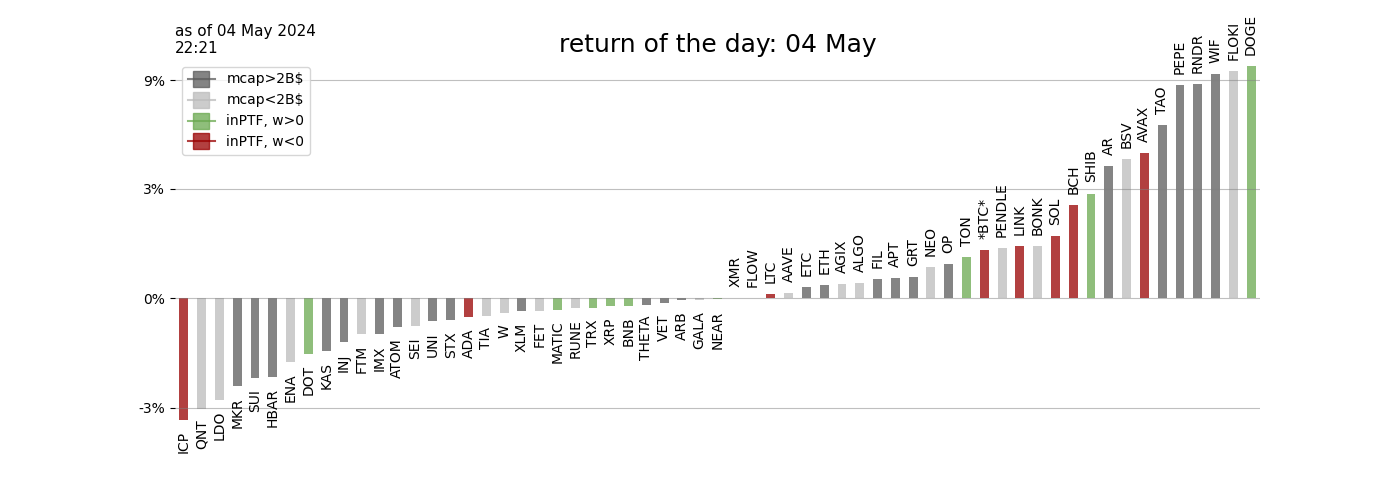 as of 04 May 2024
22:21
return of the day: 04 May
mcap>2B$
mcap<2B$
inPTF, w>0
inPTF, w<0
9%
3%
0%
-3%
ICP
QNT
LDO
MKR
SUI
HBAR
ENA
DOT
KAS
INJ
FTM
IMX
ATOM
SEI
UNI
STX
ADA
TIA
W
XLM
FET
MATIC
RUNE
TRX
XRP
BNB
THETA
VET
ARB
GALA
NEAR
XMR
FLOW
LTC
AAVE
ETC
ETH
AGIX
ALGO
FIL
APT
GRT
NEO
OP
TON
*BTC*
PENDLE
LINK
BONK
SOL
BCH
SHIB
AR
BSV
AVAX
TAO
PEPE
RNDR
WIF
FLOKI
DOGE